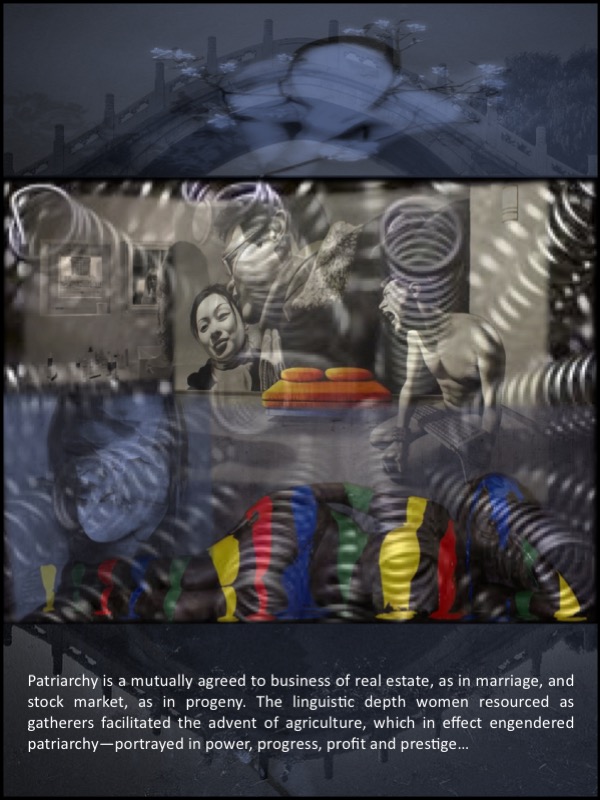 Patriarchy is a mutually agreed to business of real estate, as in marriage, and
stock market, as in progeny. The linguistic depth women resourced as
gatherers facilitated the advent of agriculture, which in effect engendered
patriarchy—portrayed in power, progress, profit and prestige…